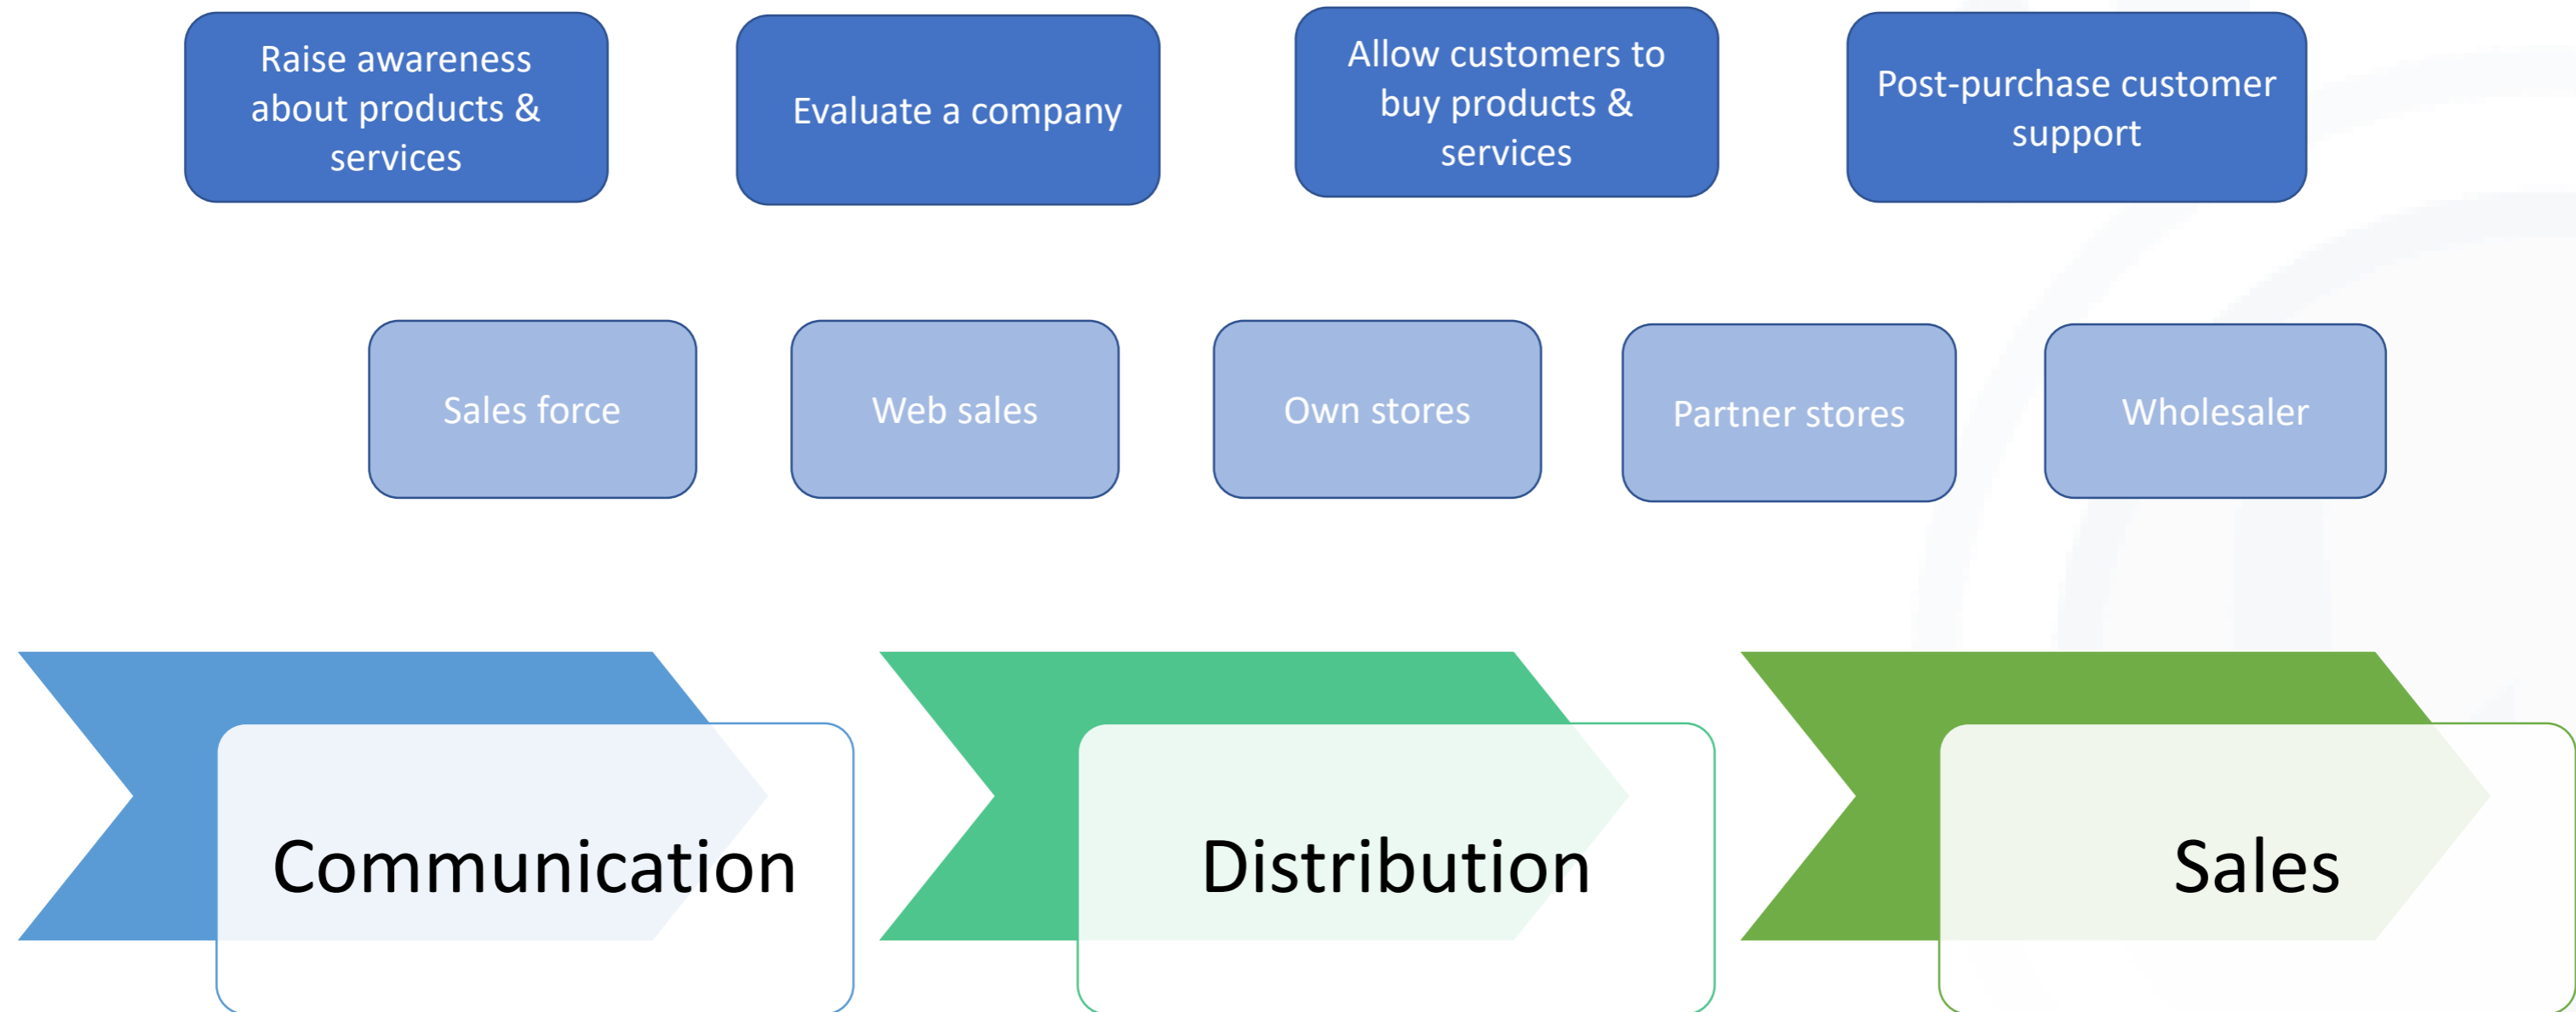 Raise awareness
about products &
services
Evaluate a company
Allow customers to
buy products &
services
Post-purchase customer
support
Sales force
Web sales
Own stores
Partner stores
Wholesaler
Communication
Distribution
Sales